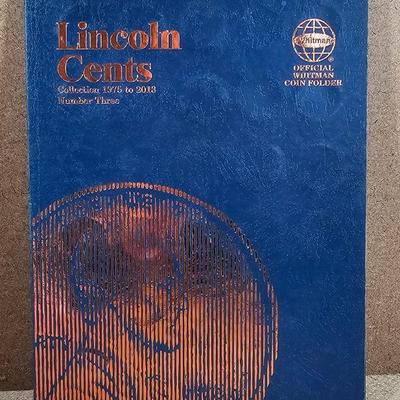 Lincoln
Cents
Collection 1975 to 2013
Number Three
Whitman
OFFICIAL
WHITMAN
COIN FOLDER